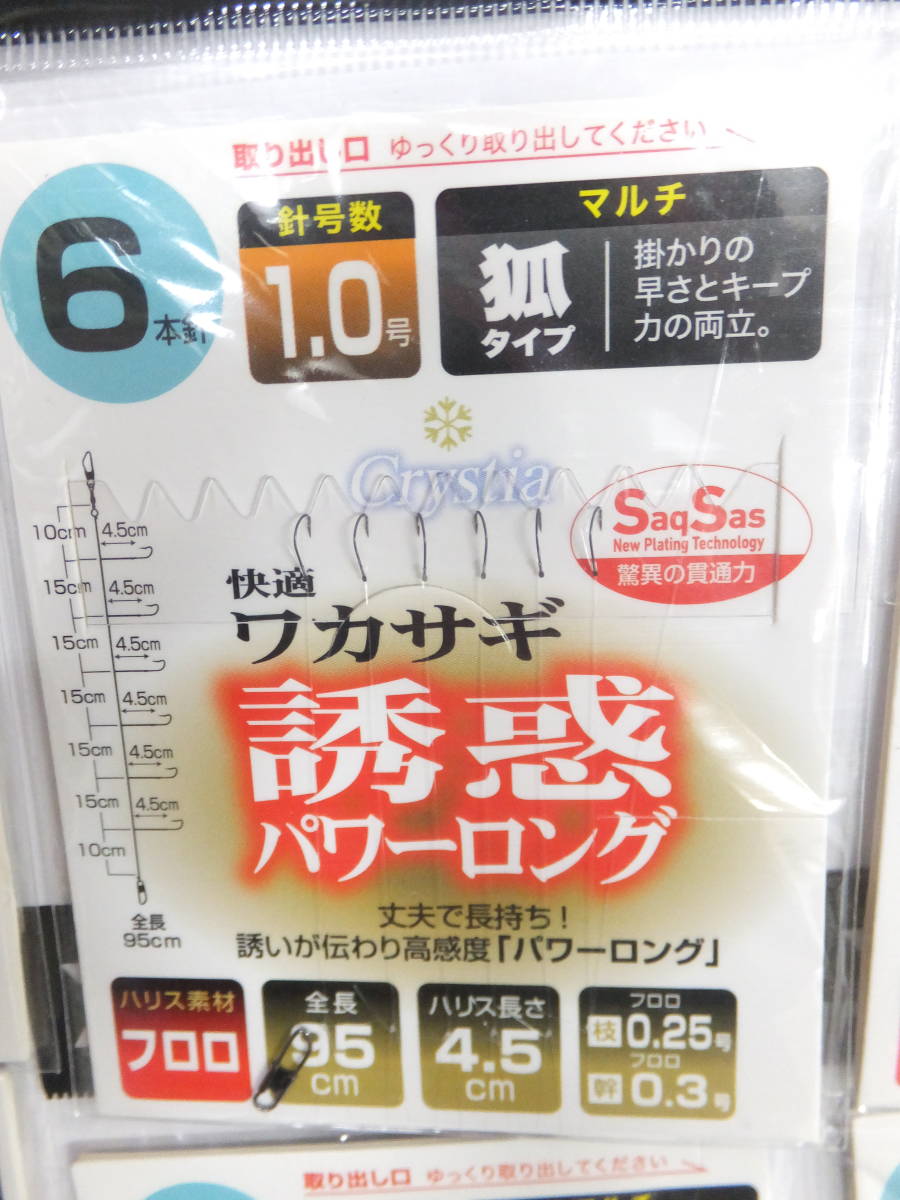 取り出し口 ゆっくり取り出してください
6
本針
針号数
1.0号
マルチ
狐
タイプ
掛かりの
早さとキープ
力の両立。
Crystia
SaqSas
New Plating Technology
驚異の貫通力
快適
ワカサギ
誘惑
パワーロング
10cm 4.5cm
15cm 4.5cm
15cm 4.5cm
15cm 4.5cm
15cm 4.5cm
15cm 4.5cm
10cm
全長
95cm
丈夫で長持ち！
誘いが伝わり高感度「パワーロング」
ハリス素材
フロロ
全長
95
cm
ハリス長さ
4.5
cm
フロロ
枝 0.25号
フロロ
幹 0.3号
取り出し口 ゆっくり取り出してください
マルチ